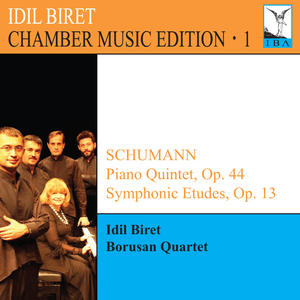 IDIL BIRET
CHAMBER MUSIC EDITION · 1
IBA
SCHUMANN
Piano Quintet, Op. 44
Symphonic Etudes, Op. 13
Idil Biret
Borusan Quartet